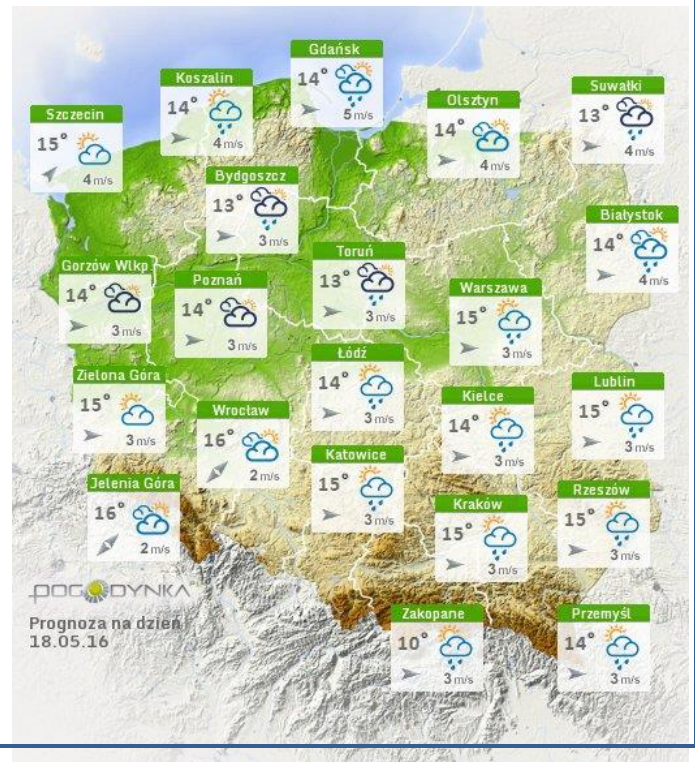 Gdańsk
14°
5 m/s
Koszalin
14°
4 m/s
Suwałki
13°
4 m/s
Olsztyn
14°
4 m/s
Szczecin
15°
4 m/s
Bydgoszcz
13°
3 m/s
Białystok
14°
4 m/s
Toruń
13°
3 m/s
Gorzów Wlkp
14°
3 m/s
Poznań
14°
3 m/s
Warszawa
15°
3 m/s
Łódź
14°
3 m/s
Zielona Góra
15°
3 m/s
Lublin
15°
3 m/s
Kielce
14°
3 m/s
Wrocław
16°
2 m/s
Katowice
15°
3 m/s
Jelenia Góra
16°
2 m/s
Rzeszów
15°
3 m/s
Kraków
15°
3 m/s
POGODYNKA
Prognoza na dzień
18.05.16
Zakopane
10°
3 m/s
Przemyśl
14°
3 m/s